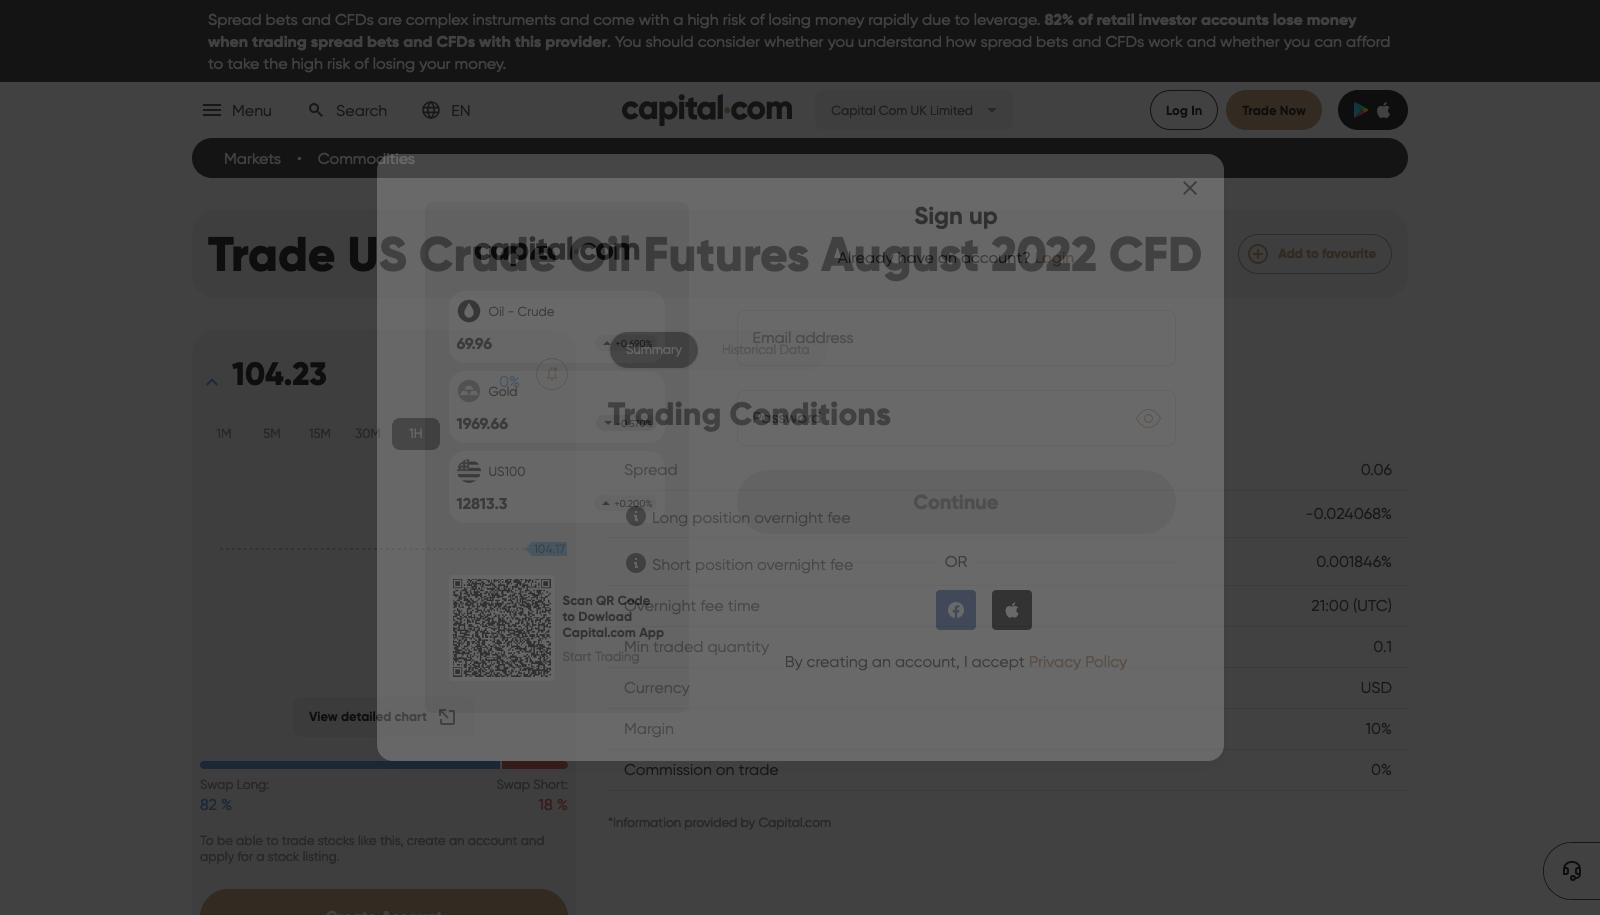 Spread bets and CFDs are complex instruments and come with a high risk of losing money rapidly due to leverage. 82% of retail investor accounts lose money
when trading spread bets and CFDs with this provider. You should consider whether you understand how spread bets and CFDs work and whether you can afford
to take the high risk of losing your money.
Menu
Search
EN
capital.com
Capital Com UK Limited
Log In
Trade Now
Markets • Commodities
Trade US Crude Oil Futures August 2022 CFD
Add to favourite
104.23
0%
1M 5M 15M 30M 1H
104.17
View detailed chart
Swap Long: Swap Short:
82 % 18 %
To be able to trade stocks like this, create an account and
apply for a stock listing.
Create Account
Summary Historical Data
Trading Conditions
Spread 0.06
Long position overnight fee -0.024068%
Short position overnight fee 0.001846%
Overnight fee time 21:00 (UTC)
Min traded quantity 0.1
Currency USD
Margin 10%
Commission on trade 0%
*Information provided by Capital.com
capital.com
Oil - Crude
69.96 +0.690%
Gold
1969.66
US100
12813.3 +0.200%
Scan QR Code
to Dowload
Capital.com App
Start Trading
Sign up
Already have an account? Login
Email address
Password
Continue
OR
By creating an account, I accept Privacy Policy